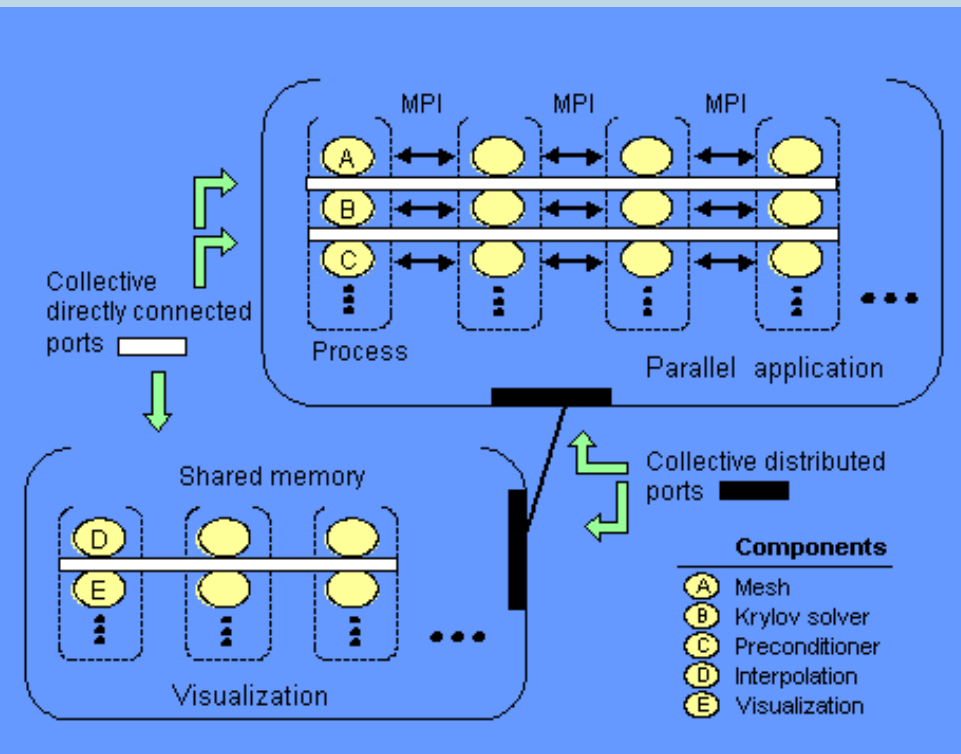 MPI MPI MPI
A
B
C
Collective
directly connected
ports
Process
Parallel application
Shared memory
Collective distributed
ports
D
E
Visualization
Components
A Mesh
B Krylov solver
C Preconditioner
D Interpolation
E Visualization